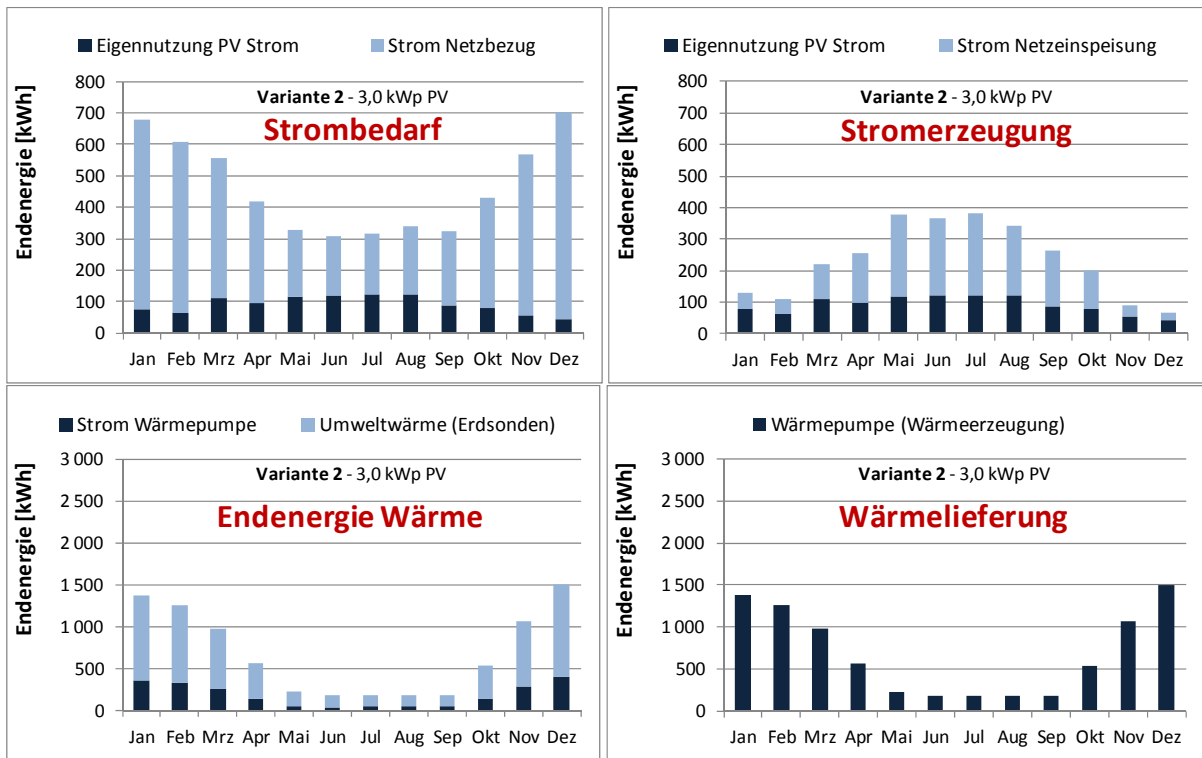 Eigennutzung PV Strom Strom Netzbezug
Endenergie [kWh]
800
700
600
500
400
300
200
100
0
Variante 2 - 3,0 kWp PV
Strombedarf
Jan Feb Mrz Apr Mai Jun Jul Aug Sep Okt Nov Dez
Eigennutzung PV Strom Strom Netzeinspeisung
Endenergie [kWh]
800
700
600
500
400
300
200
100
0
Variante 2 - 3,0 kWp PV
Stromerzeugung
Jan Feb Mrz Apr Mai Jun Jul Aug Sep Okt Nov Dez
Strom Wärmepumpe Umweltwärme (Erdsonden)
Endenergie [kWh]
3 000
2 500
2 000
1 500
1 000
500
0
Variante 2 - 3,0 kWp PV
Endenergie Wärme
Jan Feb Mrz Apr Mai Jun Jul Aug Sep Okt Nov Dez
Wärmepumpe (Wärmeerzeugung)
Endenergie [kWh]
3 000
2 500
2 000
1 500
1 000
500
0
Variante 2 - 3,0 kWp PV
Wärmelieferung
Jan Feb Mrz Apr Mai Jun Jul Aug Sep Okt Nov Dez